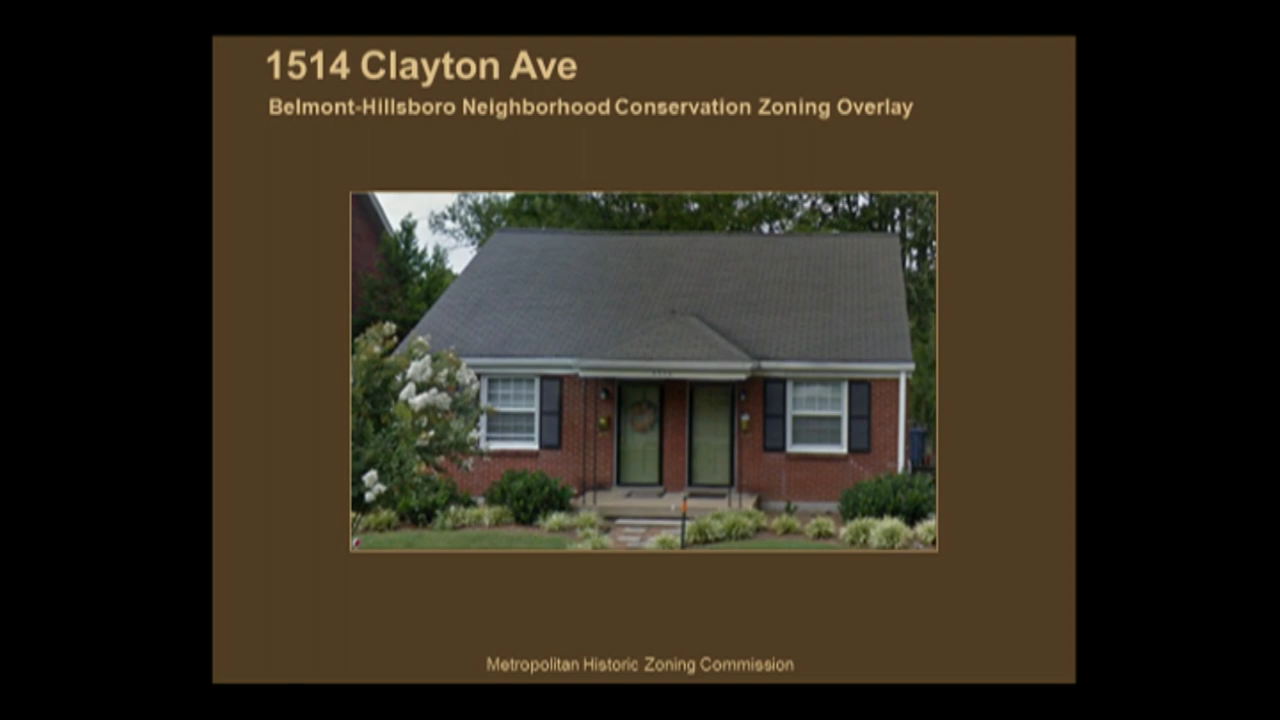 1514 Clayton Ave
Belmont-Hillsboro Neighborhood Conservation Zoning Overlay
Metropolitan Historic Zoning Commission